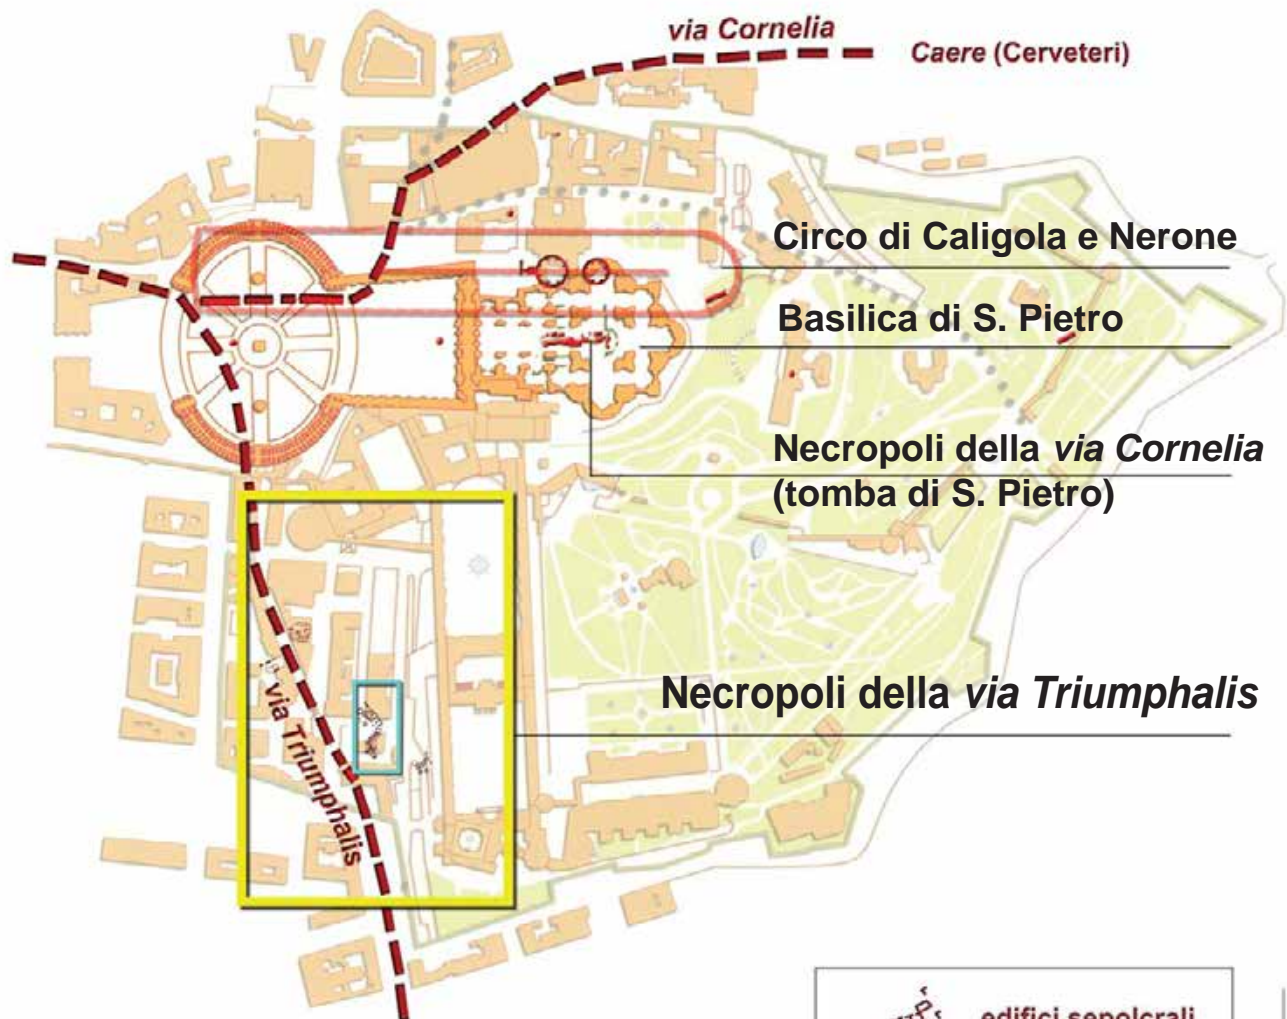 via Cornelia
Caere (Cerveteri)
Circo di Caligola e Nerone
Basilica di S. Pietro
Necropoli della via Cornelia
(tomba di S. Pietro)
Necropoli della via Triumphalis
via Triumphalis
edifici sepolcrali